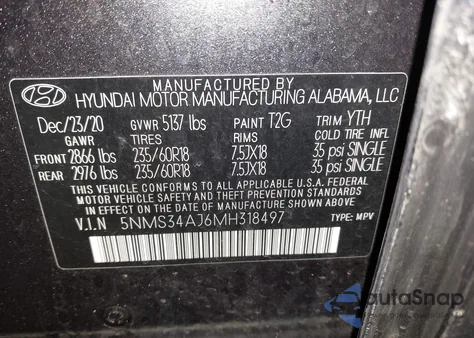 MANUFACTURED BY
HYUNDAI MOTOR MANUFACTURING ALABAMA, LLC
Dec/23/20 GVWR 5137 lbs PAINT T2G TRIM YTH
GAWR TIRES RIMS COLD TIRE INFL
FRONT 2866 lbs 235/60R18 7.5JX18 35 psi SINGLE
REAR 2976 lbs 235/60R18 7.5JX18 35 psi SINGLE
THIS VEHICLE CONFORMS TO ALL APPLICABLE U.S.A. FEDERAL
MOTOR VEHICLE SAFETY AND THEFT PREVENTION STANDARDS
IN EFFECT ON THE DATE OF MANUFACTURE SHOWN ABOVE.
V.I.N 5NMS34AJ6MH318497 TYPE: MPV
autoSnap